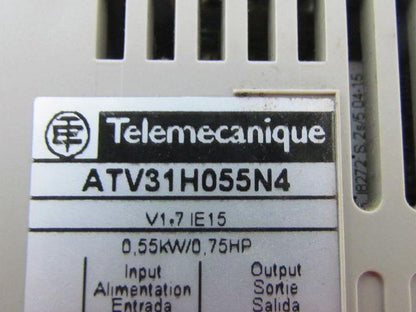 Telemecanique
ATV31H055N4
V1.7 IE15
0,55kW/0,75HP
Input Output
Alimentation Sortie
Entrada Salida